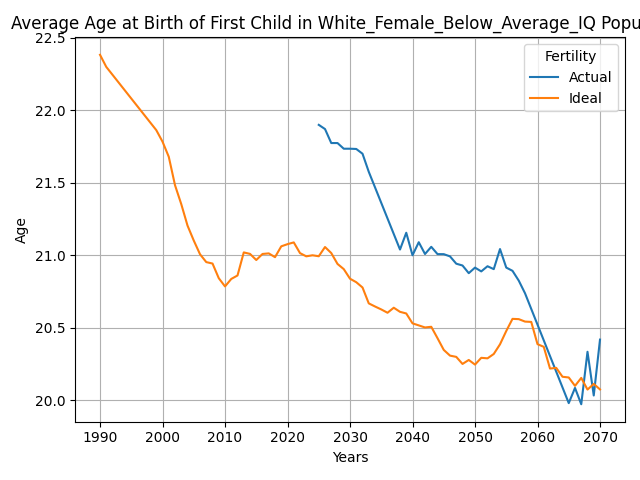 Average Age at Birth of First Child in White_Female_Below_Average_IQ Popu
22.5
22.0
21.5
21.0
20.5
20.0
Age
Fertility
Actual
Ideal
1990 2000 2010 2020 2030 2040 2050 2060 2070
Years